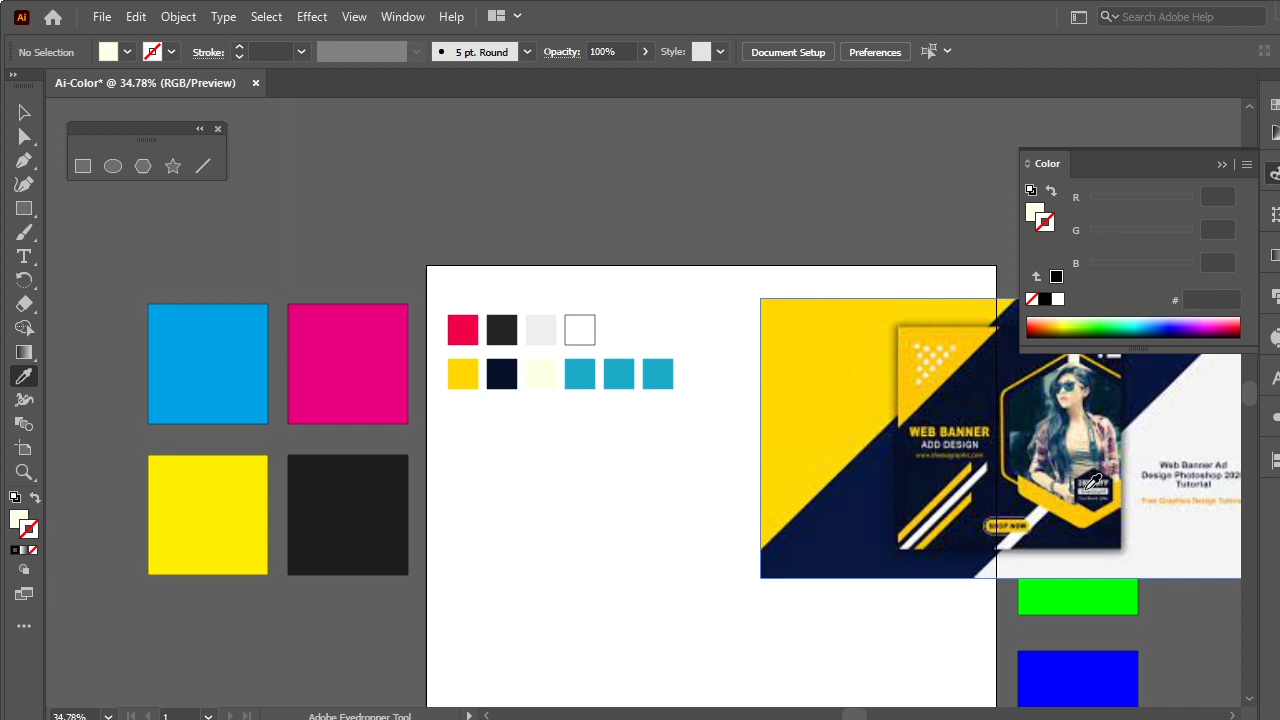 Ai
File Edit Object Type Select Effect View Window Help
Search Adobe Help
No Selection
Stroke:
5 pt. Round
Opacity: 100%
Style:
Document Setup
Preferences
Ai-Color* @ 34.78% (RGB/Preview)
Color
R
G
B
#
WEB BANNER
ADD DESIGN
SHOP NOW
Web Banner Ad
Design Photoshop 202
Tutorial
Free Graphics Design Tutoria
34.78%
1
Adobe Eyedropper Tool